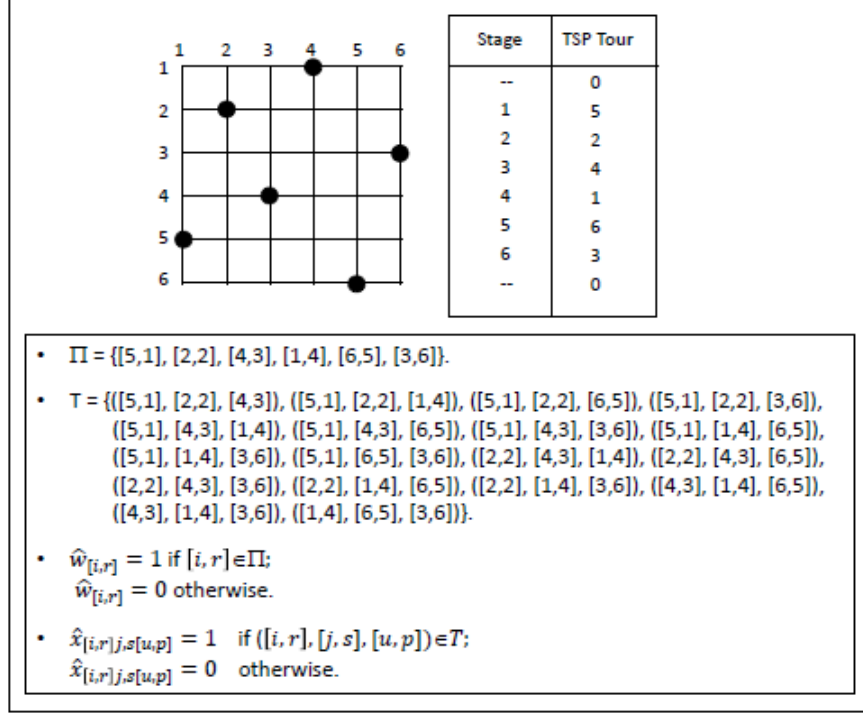 1 2 3 4 5 6
1
2
3
4
5
6
Stage TSP Tour
-- 0
1 5
2 2
3 4
4 1
5 6
6 3
-- 0
• Π = {[5,1], [2,2], [4,3], [1,4], [6,5], [3,6]}.
• T = {([5,1], [2,2], [4,3]), ([5,1], [2,2], [1,4]), ([5,1], [2,2], [6,5]), ([5,1], [2,2], [3,6]),
([5,1], [4,3], [1,4]), ([5,1], [4,3], [6,5]), ([5,1], [4,3], [3,6]), ([5,1], [1,4], [6,5]),
([5,1], [1,4], [3,6]), ([5,1], [6,5], [3,6]), ([2,2], [4,3], [1,4]), ([2,2], [4,3], [6,5]),
([2,2], [4,3], [3,6]), ([2,2], [1,4], [6,5]), ([2,2], [1,4], [3,6]), ([4,3], [1,4], [6,5]),
([4,3], [1,4], [3,6]), ([1,4], [6,5], [3,6])}.
• ŵ[i,r] = 1 if [i, r]∈Π;
ŵ[i,r] = 0 otherwise.
• x̂[i,r]j,s[u,p] = 1 if ([i, r], [j, s], [u, p])∈T;
x̂[i,r]j,s[u,p] = 0 otherwise.